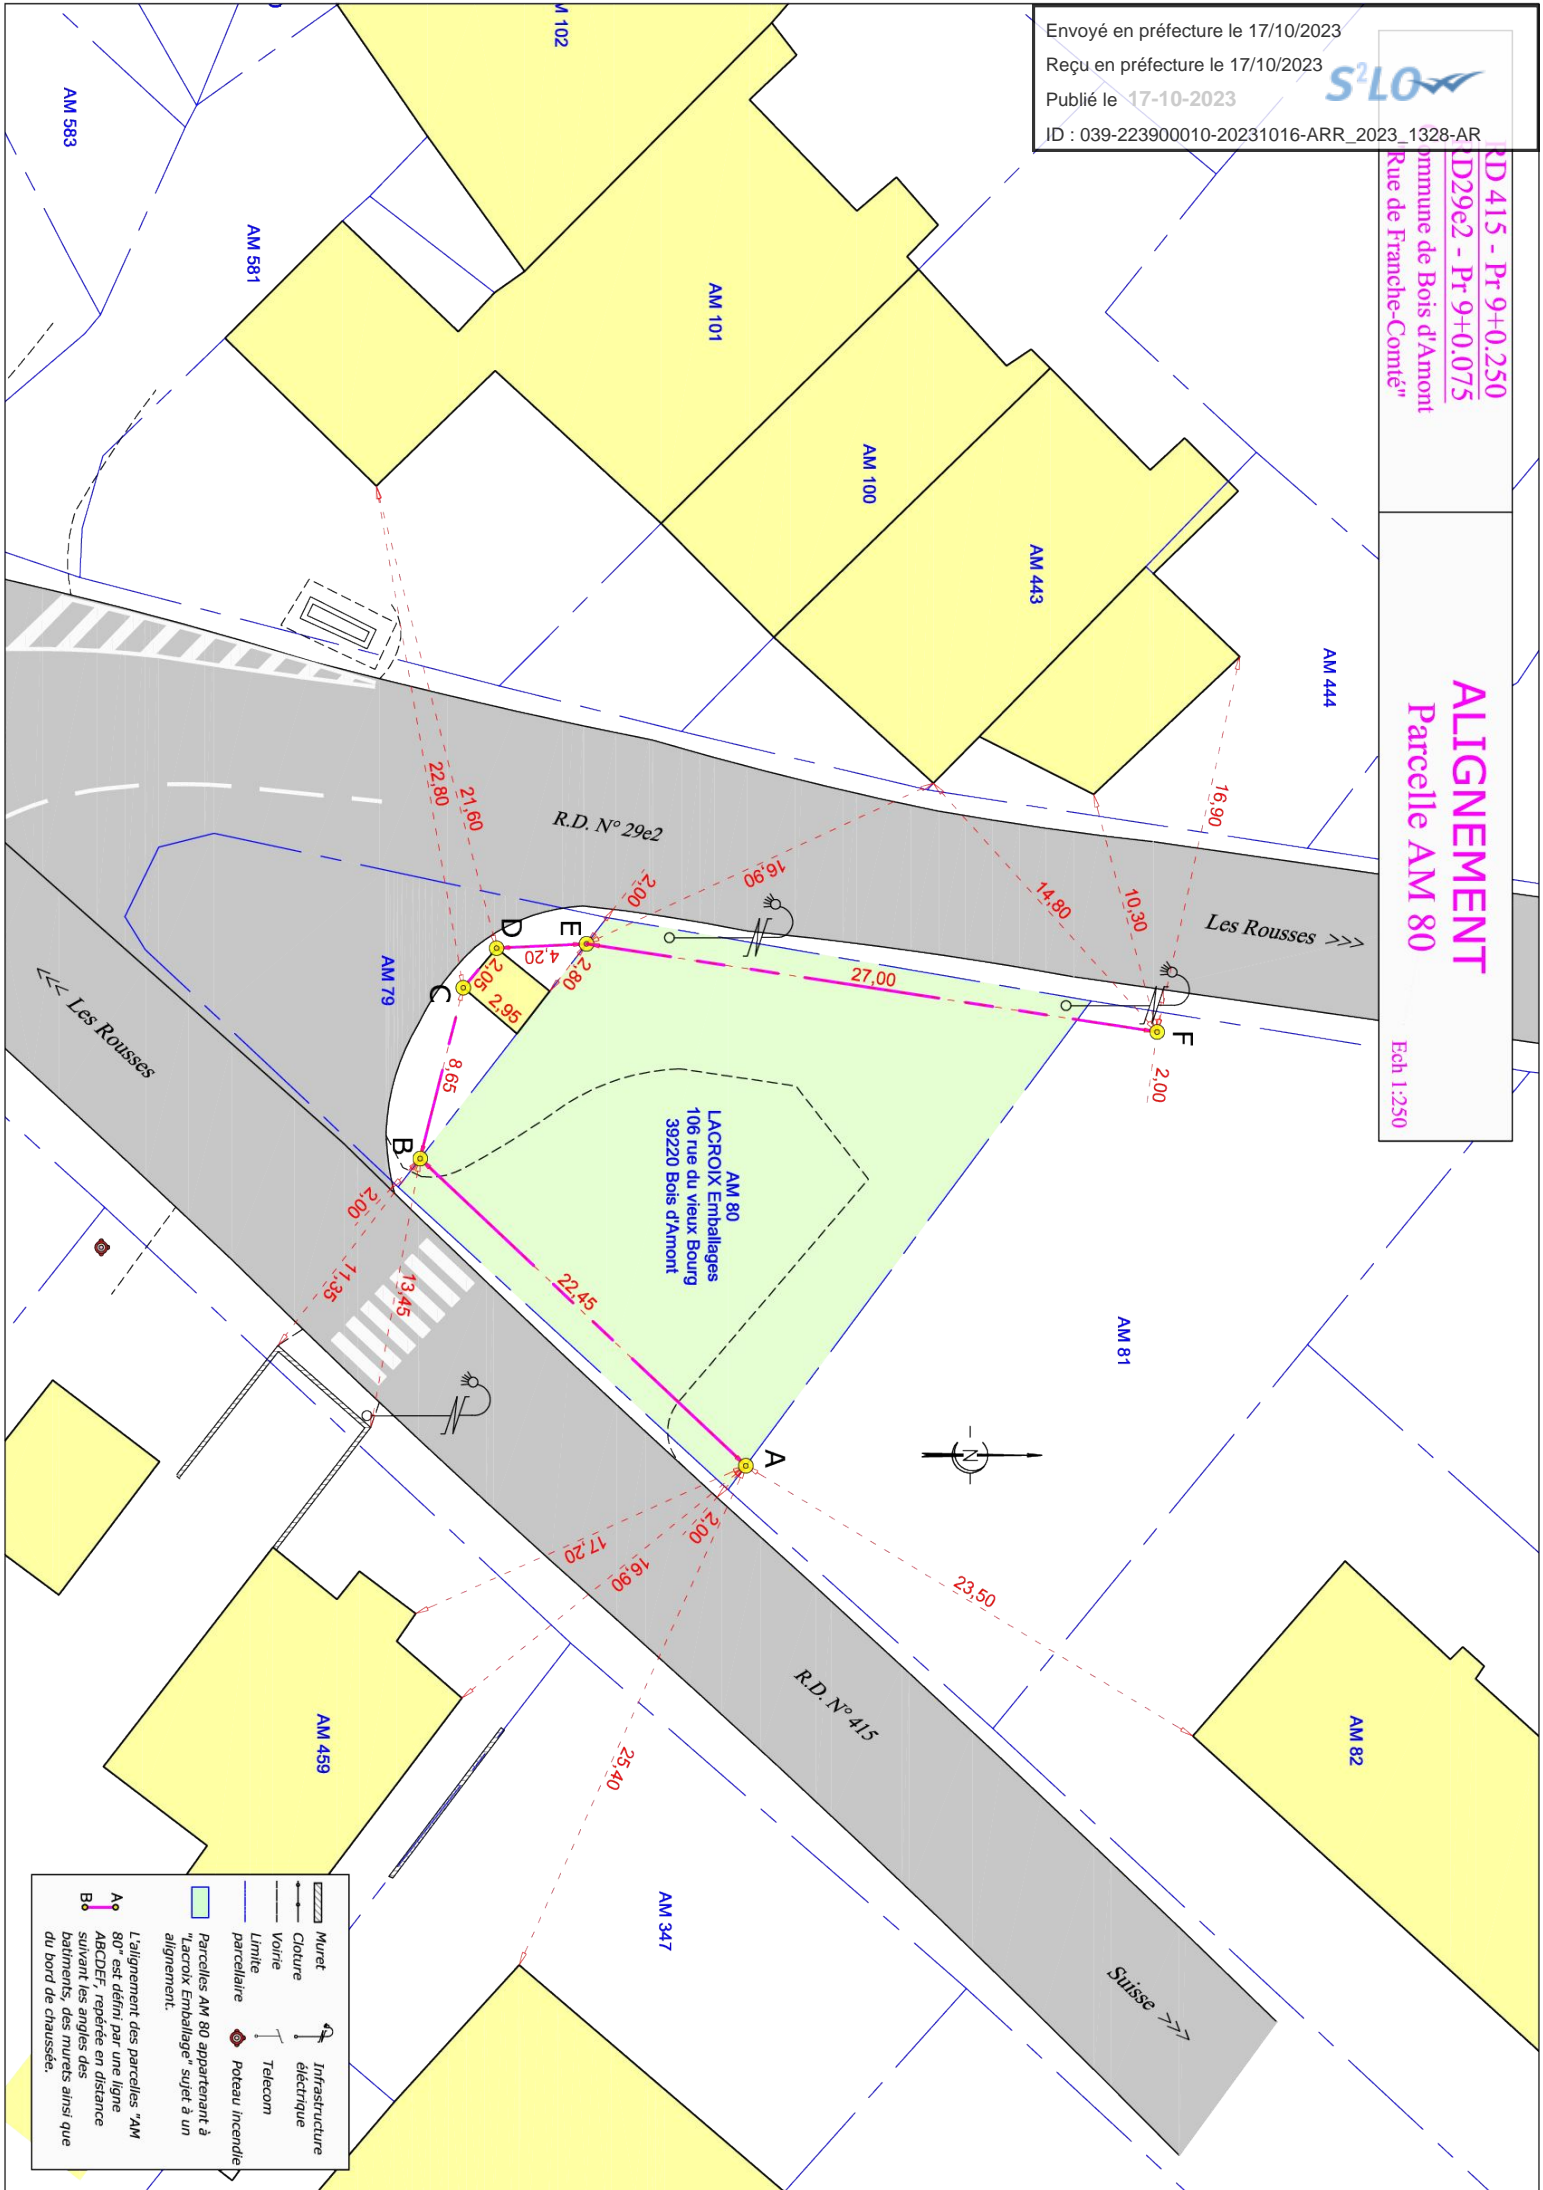 Envoyé en préfecture le 17/10/2023
Reçu en préfecture le 17/10/2023
Publié le 17-10-2023
S²LO
ID : 039-223900010-20231016-ARR_2023_1328-AR
RD 415 - Pr 9+0.250
RD29e2 - Pr 9+0.075
ommune de Bois d'Amont
Rue de Franche-Comté"
ALIGNEMENT
Parcelle AM 80
Ech 1:250
AM 583
AM 581
M 102
AM 101
AM 100
AM 443
AM 444
16,90
10,30
14,80
Les Rousses >>>
R.D. N° 29e2
22,80
21,60
16,90
2,00
E
D
C
4,20
2,80
2,05
2,95
27,00
F
2,00
AM 79
<<< Les Rousses
8,65
B
AM 80
LACROIX Emballages
106 rue du vieux Bourg
39220 Bois d'Amont
2,00
11,35
13,45
22,45
AM 81
A
N
2,00
17,20
16,90
23,50
25,40
R.D. N° 415
AM 82
AM 459
AM 347
Suisse >>>
Muret
Cloture
Voirie
Limite
parcellaire
Infrastructure
éléctrique
Telecom
Poteau incendie
Parcelles AM 80 appartenant à
"Lacroix Emballage" sujet à un
alignement.
A
B
L'alignement des parcelles "AM
80" est défini par une ligne
ABCDEF, repérée en distance
suivant les angles des
batiments, des murets ainsi que
du bord de chaussée.